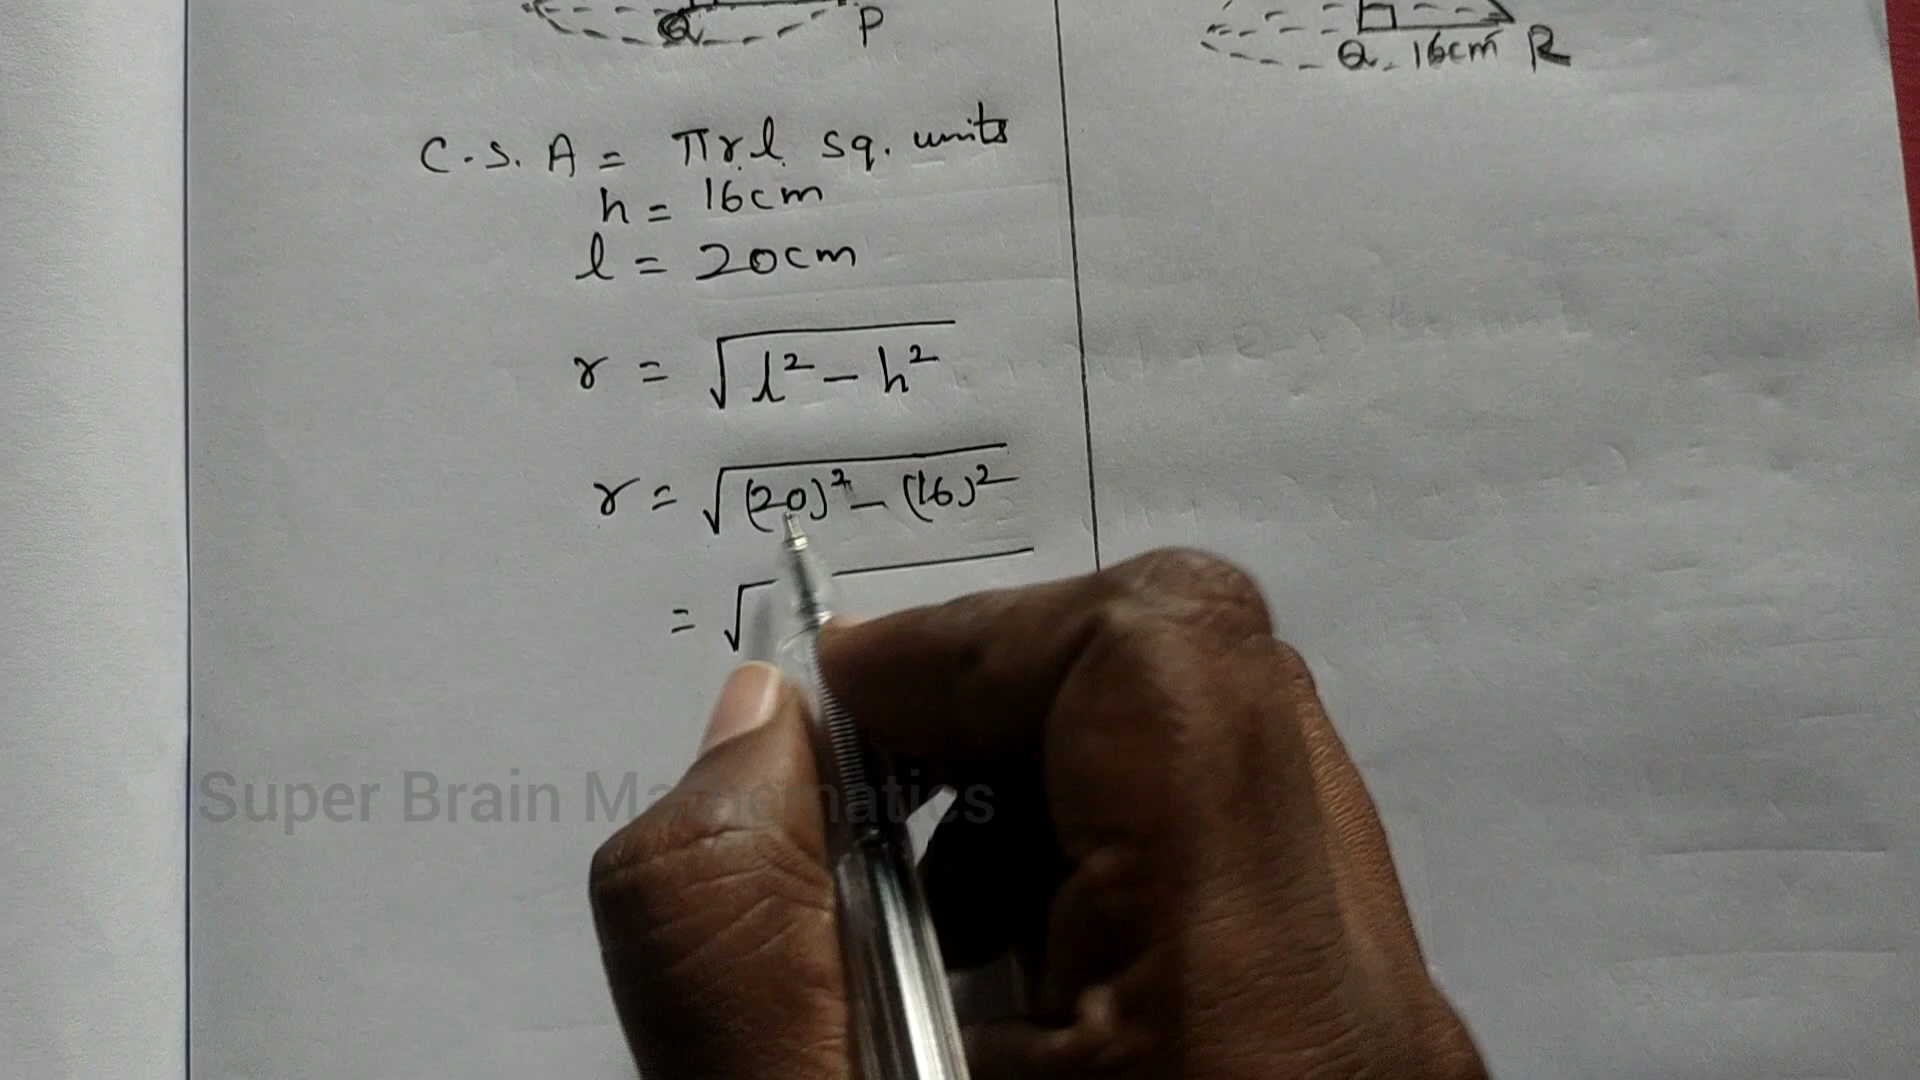 Q P
Q. 16cm R
C.S.A = πrl sq. units
h = 16cm
l = 20cm
r = √l² - h²
r = √(20)² - (16)²
= √
Super Brain Mathematics